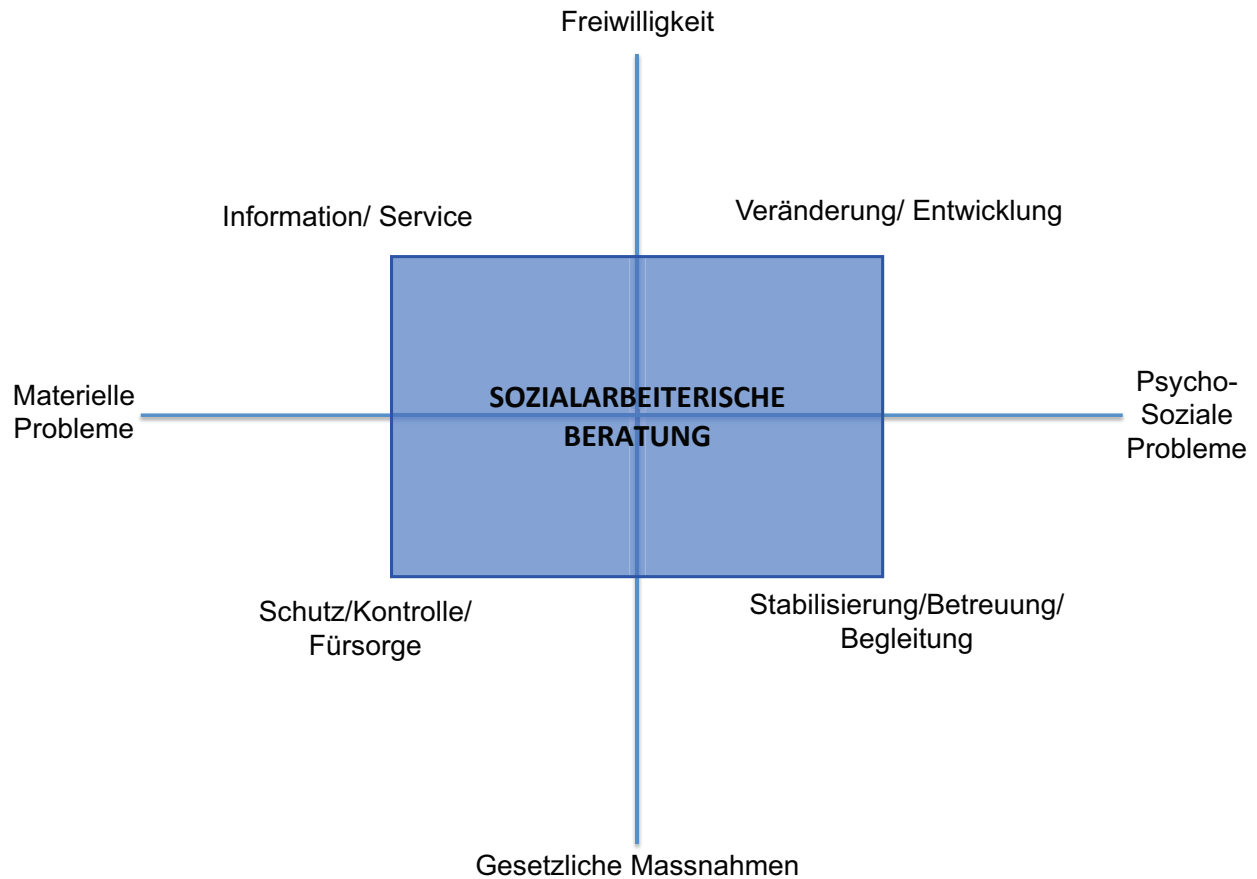 Freiwilligkeit
Information/ Service
Veränderung/ Entwicklung
Materielle
Probleme
SOZIALARBEITERISCHE
BERATUNG
Psycho-
Soziale
Probleme
Schutz/Kontrolle/
Fürsorge
Stabilisierung/Betreuung/
Begleitung
Gesetzliche Massnahmen